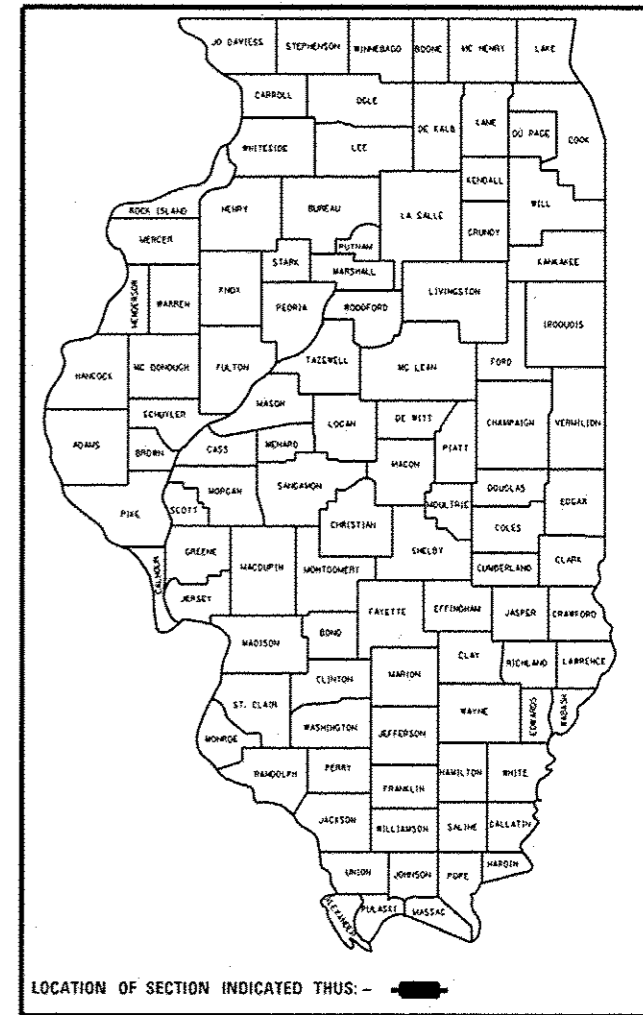 JO DAVIESS STEPHENSON WINNEBAGO BOONE MC HENRY LAKE
CARROLL OGLE DE KALB KANE DU PAGE COOK
WHITESIDE LEE KENDALL WILL
ROCK ISLAND HENRY BUREAU LA SALLE GRUNDY
MERCER PUTNAM KANKAKEE
STARK MARSHALL
HENDERSON WARREN KNOX PEORIA WOODFORD LIVINGSTON IROQUOIS
HANCOCK MC DONOUGH FULTON TAZEWELL MC LEAN FORD
SCHUYLER MASON LOGAN DE WITT CHAMPAIGN VERMILION
ADAMS BROWN CASS MENARD MACON PIATT
PIKE SCOTT MORGAN SANGAMON CHRISTIAN MOULTRIE DOUGLAS EDGAR
COLES
GREENE MACOUPIN MONTGOMERY SHELBY CUMBERLAND CLARK
CALHOUN JERSEY FAYETTE EFFINGHAM JASPER CRAWFORD
MADISON BOND CLAY RICHLAND LAWRENCE
CLINTON MARION
ST. CLAIR WAYNE EDWARDS WABASH
MONROE WASHINGTON JEFFERSON
RANDOLPH PERRY HAMILTON WHITE
FRANKLIN
JACKSON WILLIAMSON SALINE GALLATIN
UNION JOHNSON POPE HARDIN
ALEXANDER PULASKI MASSAC
LOCATION OF SECTION INDICATED THUS: -